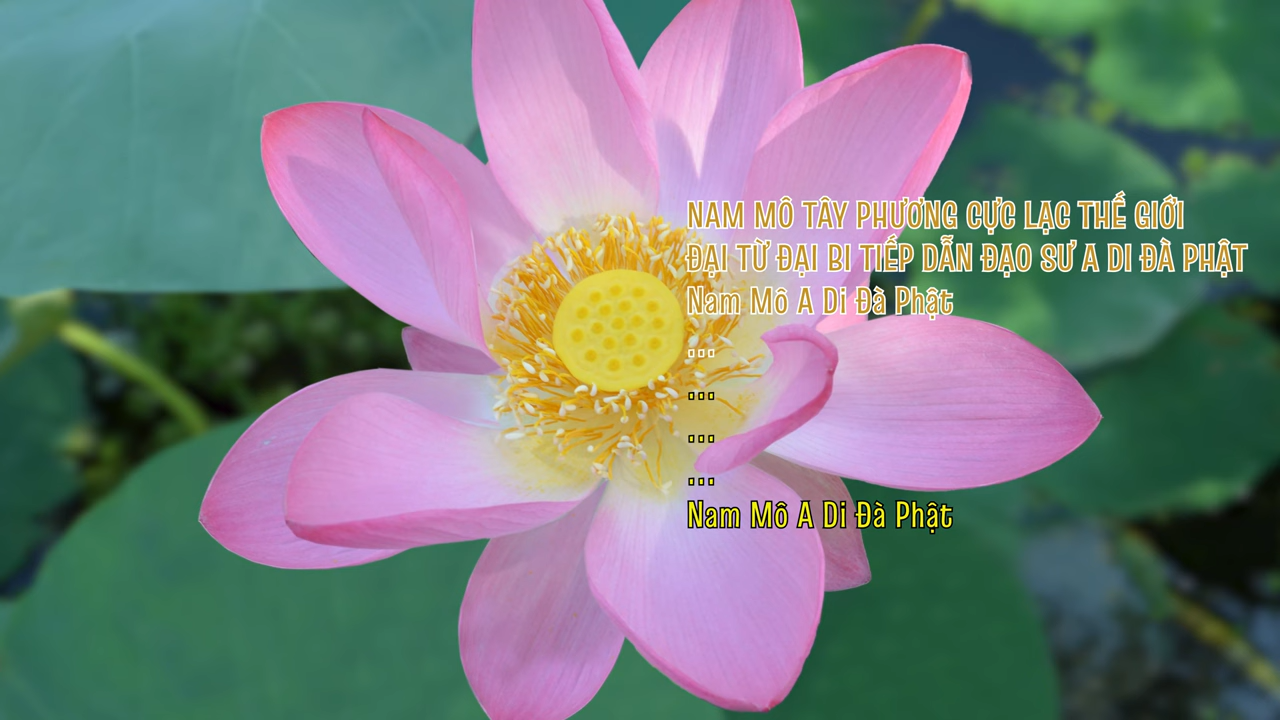 NAM MÔ TÂY PHƯƠNG CỰC LẠC THẾ GIỚI
ĐẠI TỪ ĐẠI BI TIẾP DẪN ĐẠO SƯ A DI ĐÀ PHẬT
Nam Mô A Di Đà Phật
...
...
...
...
Nam Mô A Di Đà Phật